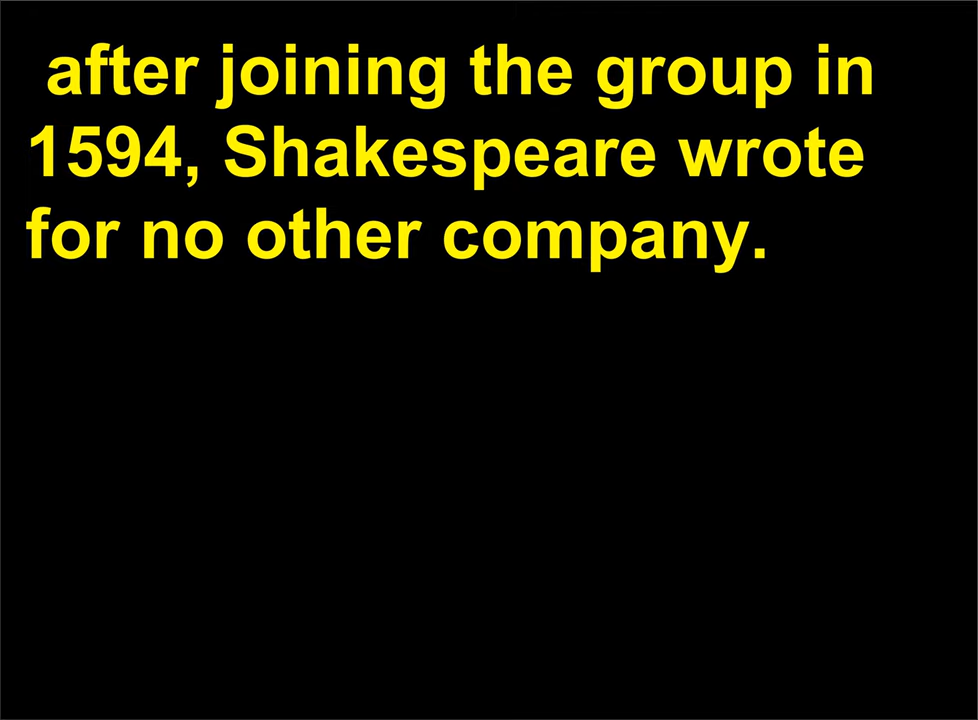 after joining the group in
1594, Shakespeare wrote
for no other company.